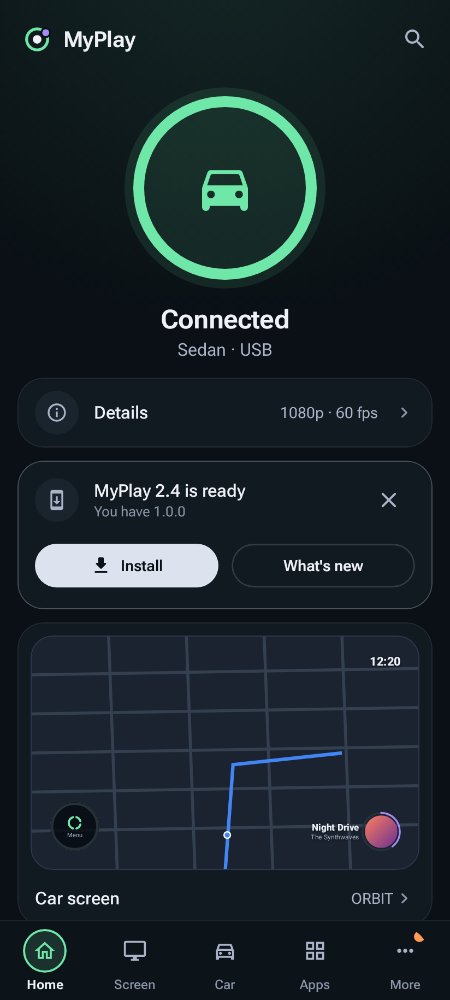 MyPlay
Connected
Sedan · USB
Details
1080p · 60 fps
MyPlay 2.4 is ready
You have 1.0.0
Install
What's new
12:20
Menu
Night Drive
The Synthwaves
Car screen
ORBIT
Home
Screen
Car
Apps
More